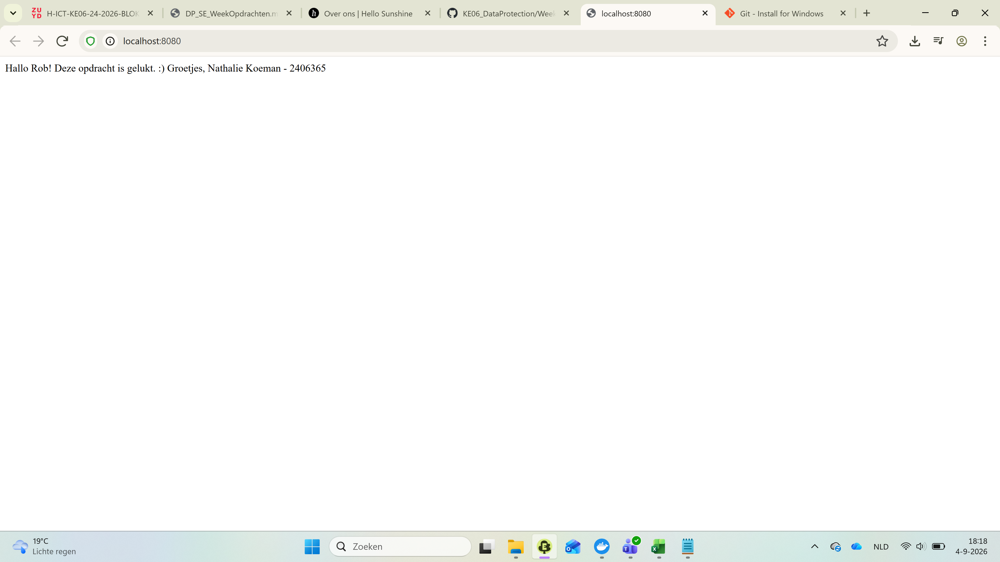 ZU
YD
H-ICT-KE06-24-2026-BLOK
DP_SE_WeekOpdrachten.m
h
Over ons | Hello Sunshine
KE06_DataProtection/Week
localhost:8080
Git - Install for Windows
localhost:8080
Hallo Rob! Deze opdracht is gelukt. :) Groetjes, Nathalie Koeman - 2406365
19°C
Lichte regen
Zoeken
NLD
18:18
4-9-2026